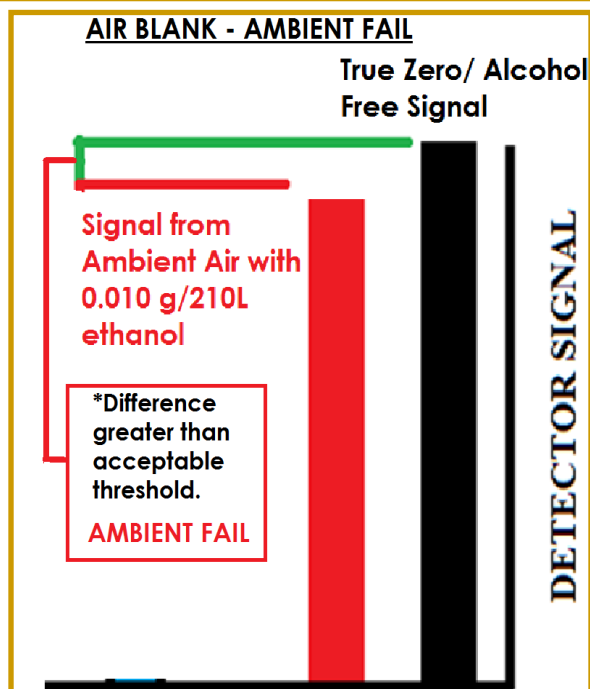 AIR BLANK - AMBIENT FAIL
True Zero/ Alcohol
Free Signal
Signal from
Ambient Air with
0.010 g/210L
ethanol
*Difference
greater than
acceptable
threshold.
AMBIENT FAIL
DETECTOR SIGNAL